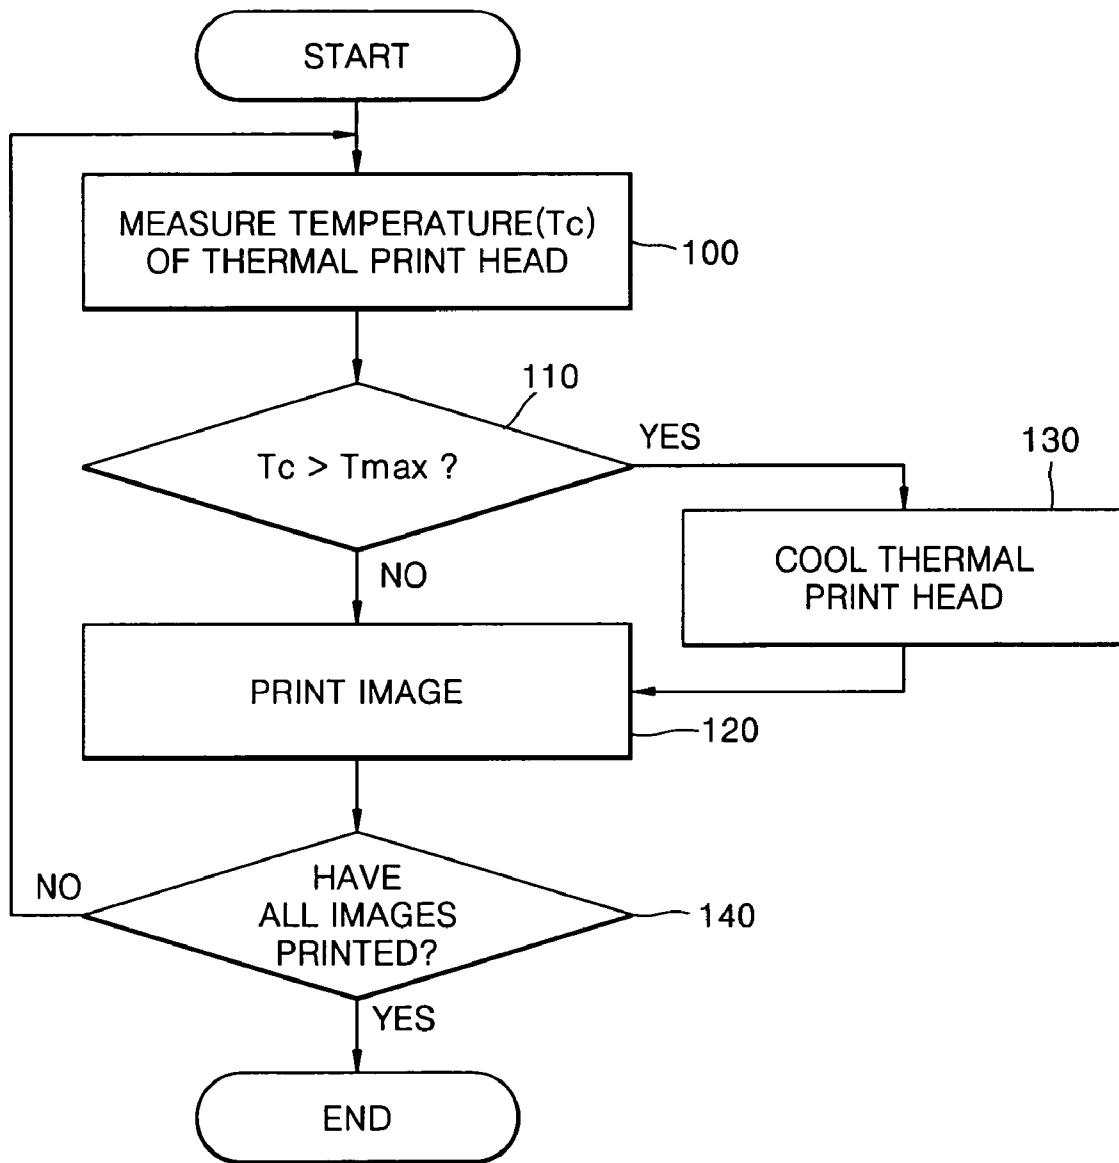 START
MEASURE TEMPERATURE(Tc)
OF THERMAL PRINT HEAD
100
110
Tc > Tmax ?
YES
130
COOL THERMAL
PRINT HEAD
NO
PRINT IMAGE
120
HAVE
ALL IMAGES
PRINTED?
NO
140
YES
END